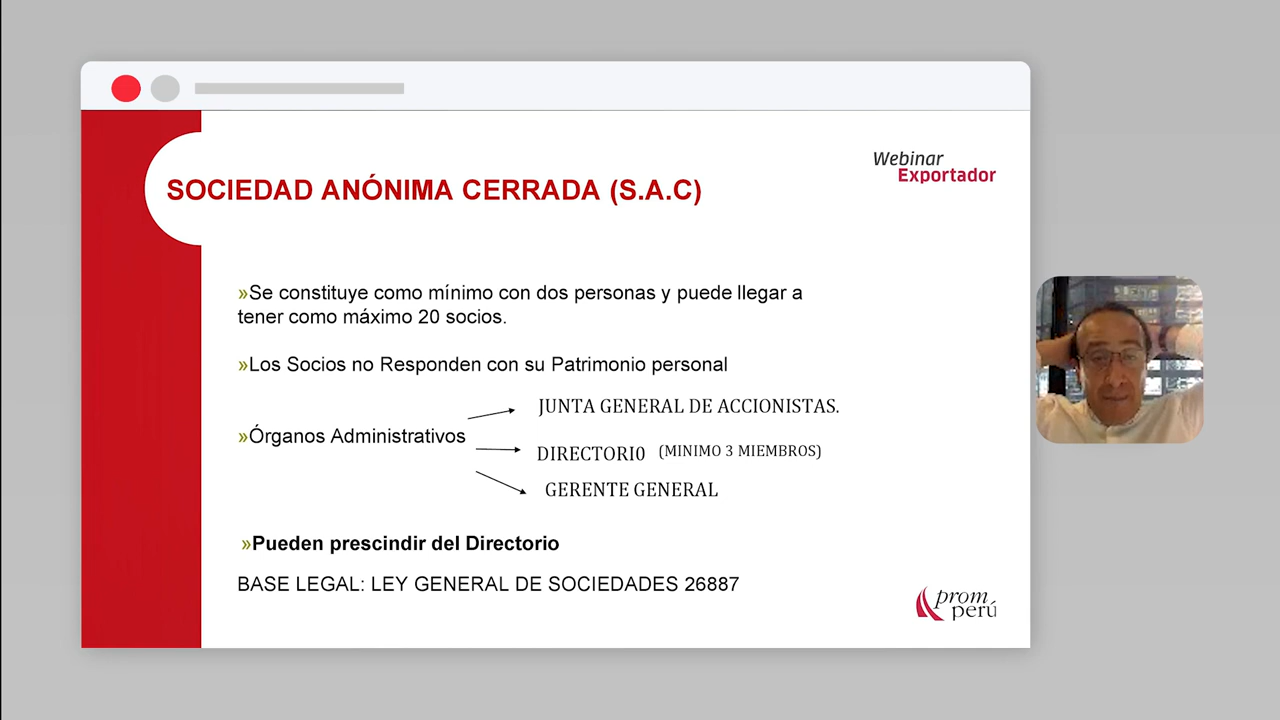 Webinar
Exportador
SOCIEDAD ANÓNIMA CERRADA (S.A.C)
»Se constituye como mínimo con dos personas y puede llegar a
tener como máximo 20 socios.
»Los Socios no Responden con su Patrimonio personal
»Órganos Administrativos
JUNTA GENERAL DE ACCIONISTAS.
DIRECTORI0 (MINIMO 3 MIEMBROS)
GERENTE GENERAL
»Pueden prescindir del Directorio
BASE LEGAL: LEY GENERAL DE SOCIEDADES 26887
prom
perú